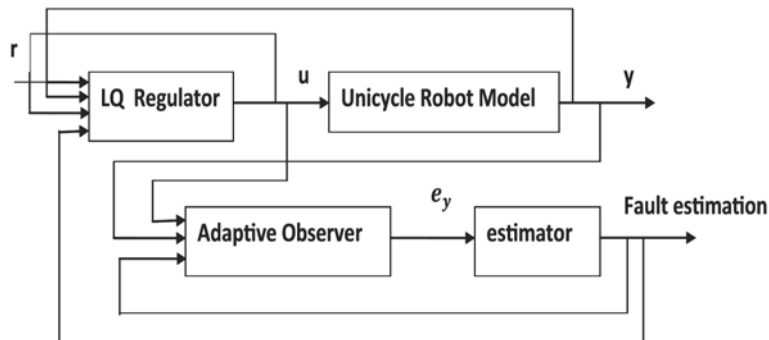 r
LQ Regulator
u
Unicycle Robot Model
y
Adaptive Observer
e_y
estimator
Fault estimation